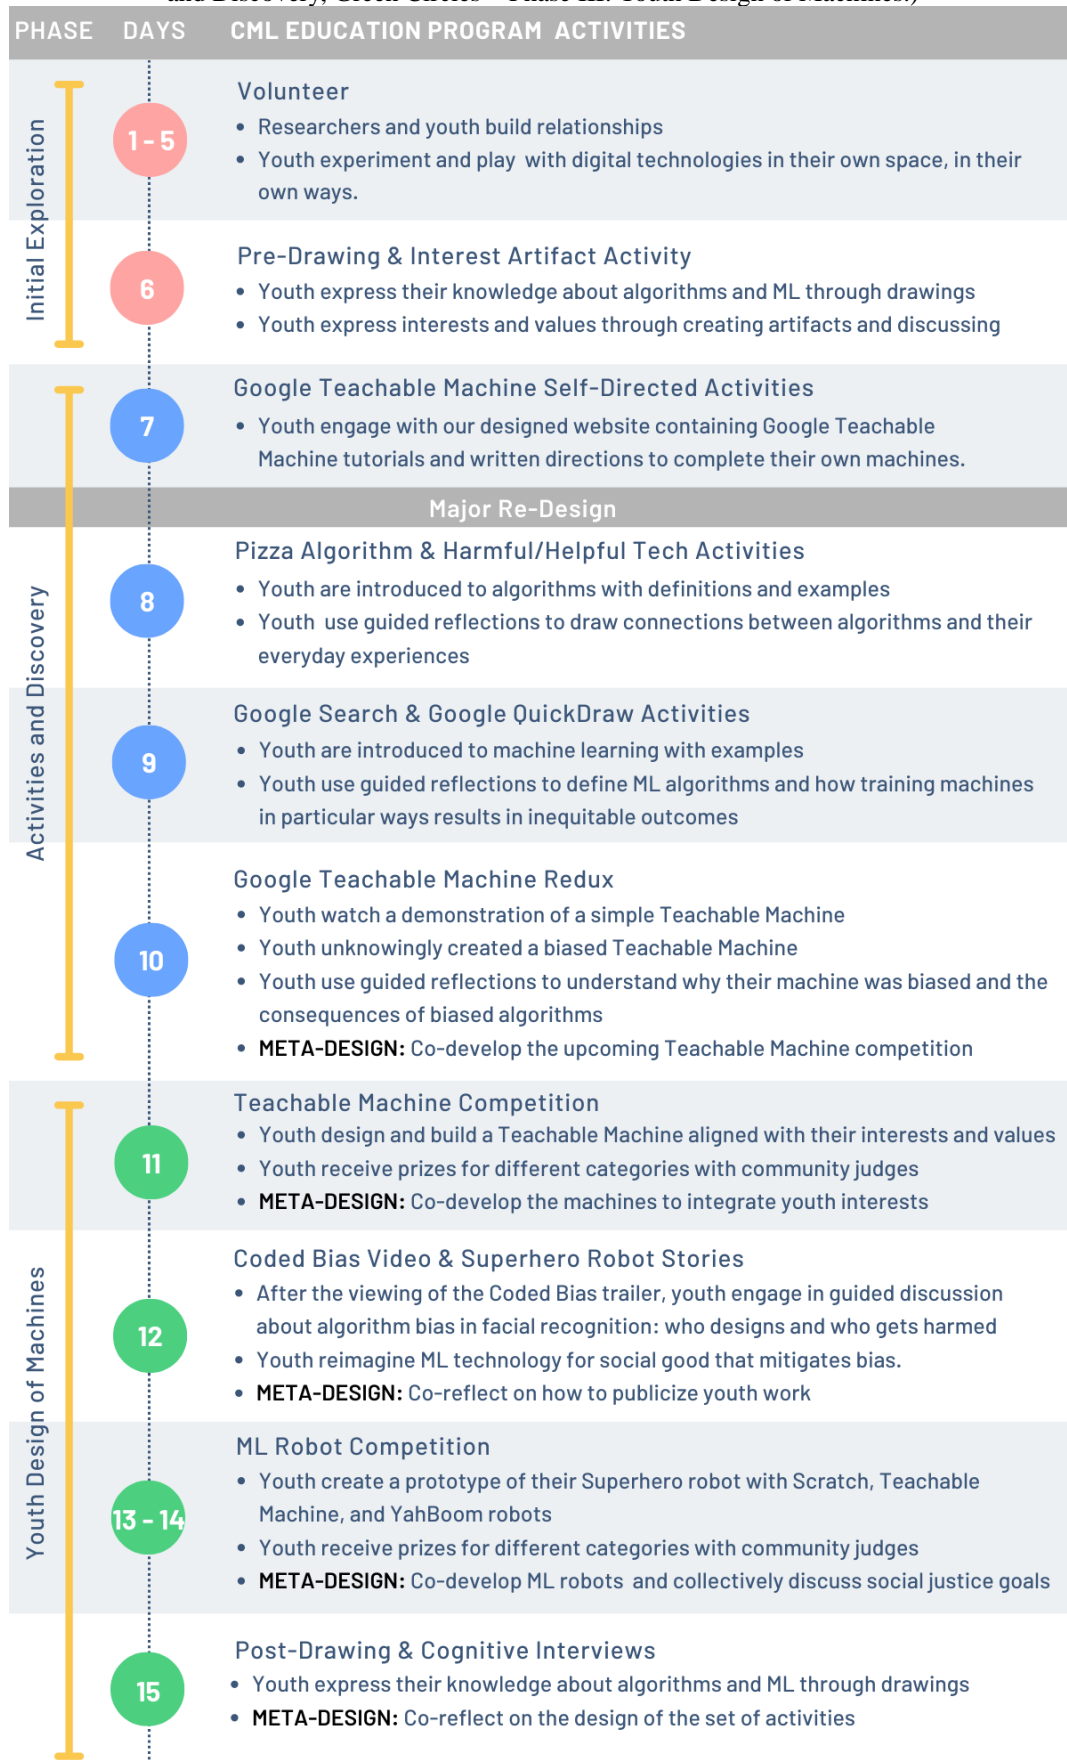 and Discovery, Green Circles – Phase III: Youth Design of Machines.)
PHASE DAYS CML EDUCATION PROGRAM ACTIVITIES
Initial Exploration
1 - 5
Volunteer
• Researchers and youth build relationships
• Youth experiment and play with digital technologies in their own space, in their
own ways.
6
Pre-Drawing & Interest Artifact Activity
• Youth express their knowledge about algorithms and ML through drawings
• Youth express interests and values through creating artifacts and discussing
Activities and Discovery
7
Google Teachable Machine Self-Directed Activities
• Youth engage with our designed website containing Google Teachable
Machine tutorials and written directions to complete their own machines.
Major Re-Design
8
Pizza Algorithm & Harmful/Helpful Tech Activities
• Youth are introduced to algorithms with definitions and examples
• Youth use guided reflections to draw connections between algorithms and their
everyday experiences
9
Google Search & Google QuickDraw Activities
• Youth are introduced to machine learning with examples
• Youth use guided reflections to define ML algorithms and how training machines
in particular ways results in inequitable outcomes
10
Google Teachable Machine Redux
• Youth watch a demonstration of a simple Teachable Machine
• Youth unknowingly created a biased Teachable Machine
• Youth use guided reflections to understand why their machine was biased and the
consequences of biased algorithms
• META-DESIGN: Co-develop the upcoming Teachable Machine competition
Youth Design of Machines
11
Teachable Machine Competition
• Youth design and build a Teachable Machine aligned with their interests and values
• Youth receive prizes for different categories with community judges
• META-DESIGN: Co-develop the machines to integrate youth interests
12
Coded Bias Video & Superhero Robot Stories
• After the viewing of the Coded Bias trailer, youth engage in guided discussion
about algorithm bias in facial recognition: who designs and who gets harmed
• Youth reimagine ML technology for social good that mitigates bias.
• META-DESIGN: Co-reflect on how to publicize youth work
13 - 14
ML Robot Competition
• Youth create a prototype of their Superhero robot with Scratch, Teachable
Machine, and YahBoom robots
• Youth receive prizes for different categories with community judges
• META-DESIGN: Co-develop ML robots and collectively discuss social justice goals
15
Post-Drawing & Cognitive Interviews
• Youth express their knowledge about algorithms and ML through drawings
• META-DESIGN: Co-reflect on the design of the set of activities